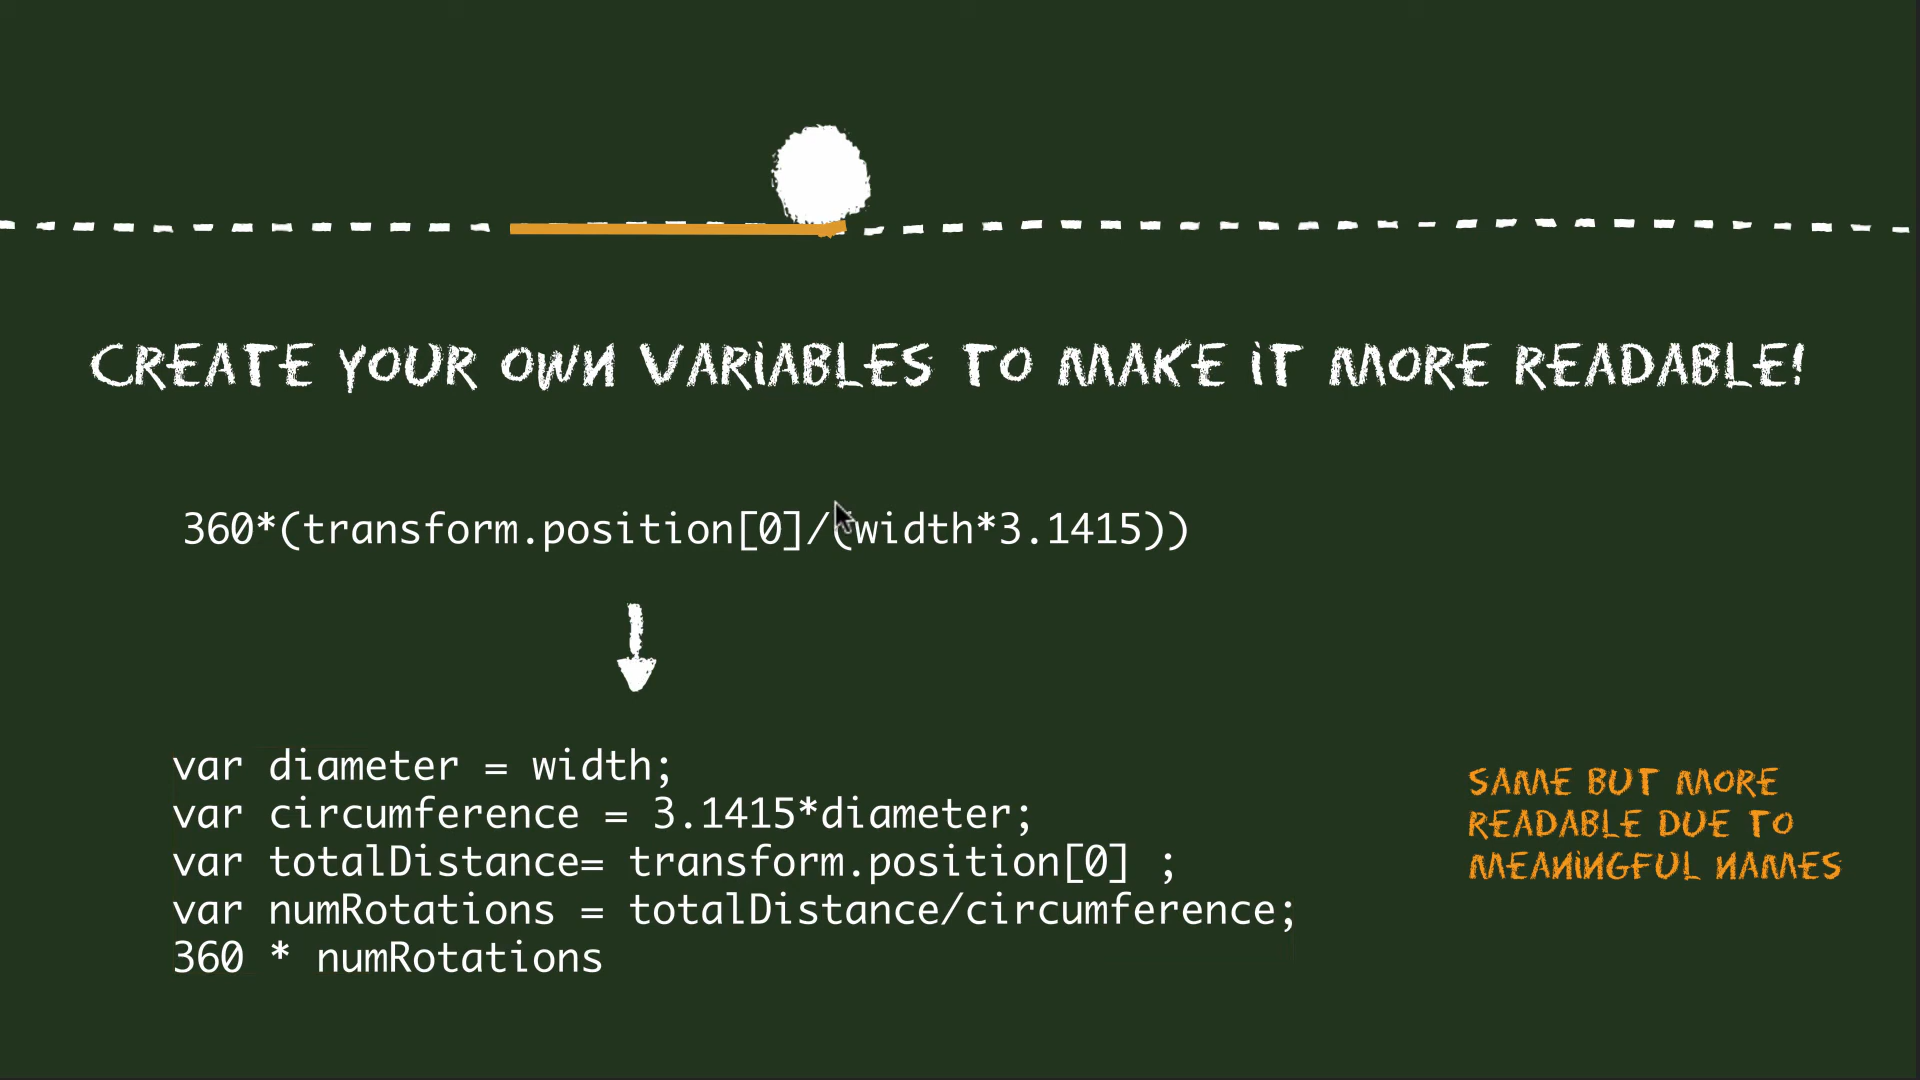 CREATE YOUR OWN VARIABLES TO MAKE IT MORE READABLE!
360*(transform.position[0]/(width*3.1415))
var diameter = width;
var circumference = 3.1415*diameter;
var totalDistance= transform.position[0] ;
var numRotations = totalDistance/circumference;
360 * numRotations
SAME BUT MORE
READABLE DUE TO
MEANINGFUL NAMES